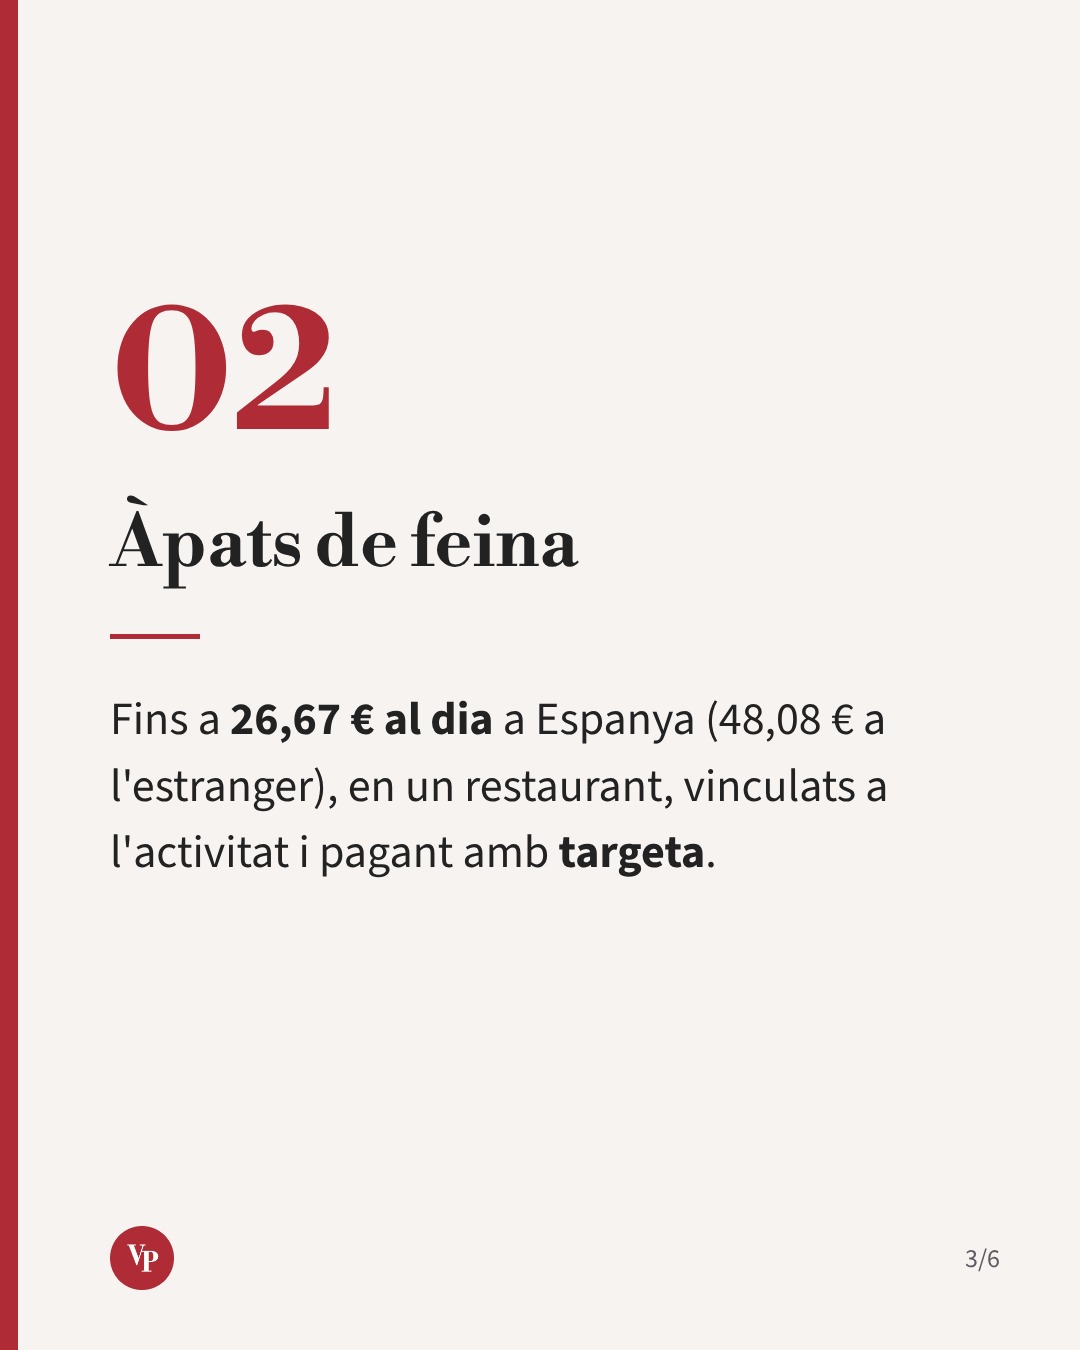 02
Àpats de feina
Fins a 26,67 € al dia a Espanya (48,08 € a
l'estranger), en un restaurant, vinculats a
l'activitat i pagant amb targeta.
VP
3/6